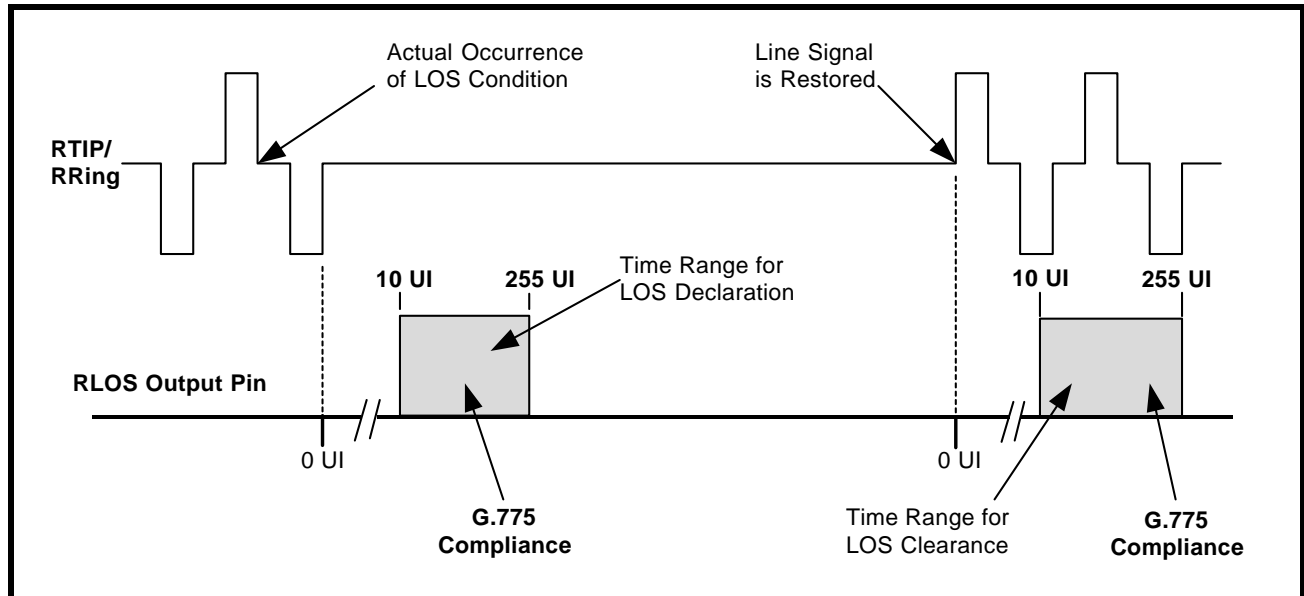 Actual Occurrence
of LOS Condition
Line Signal
is Restored
RTIP/
RRing
10 UI
255 UI
Time Range for
LOS Declaration
10 UI
255 UI
RLOS Output Pin
0 UI
0 UI
G.775
Compliance
Time Range for
LOS Clearance
G.775
Compliance